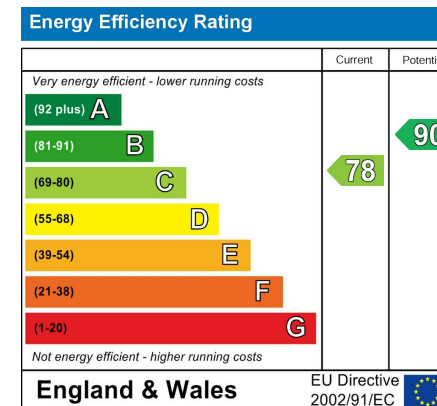 Energy Efficiency Rating
Current
Very energy efficient - lower running costs
(92 plus) A
(81-91) B
90
(69-80) C
78
(55-68) D
(39-54) E
(21-38) F
(1-20) G
Not energy efficient - higher running costs
England & Wales
EU Directive
2002/91/EC